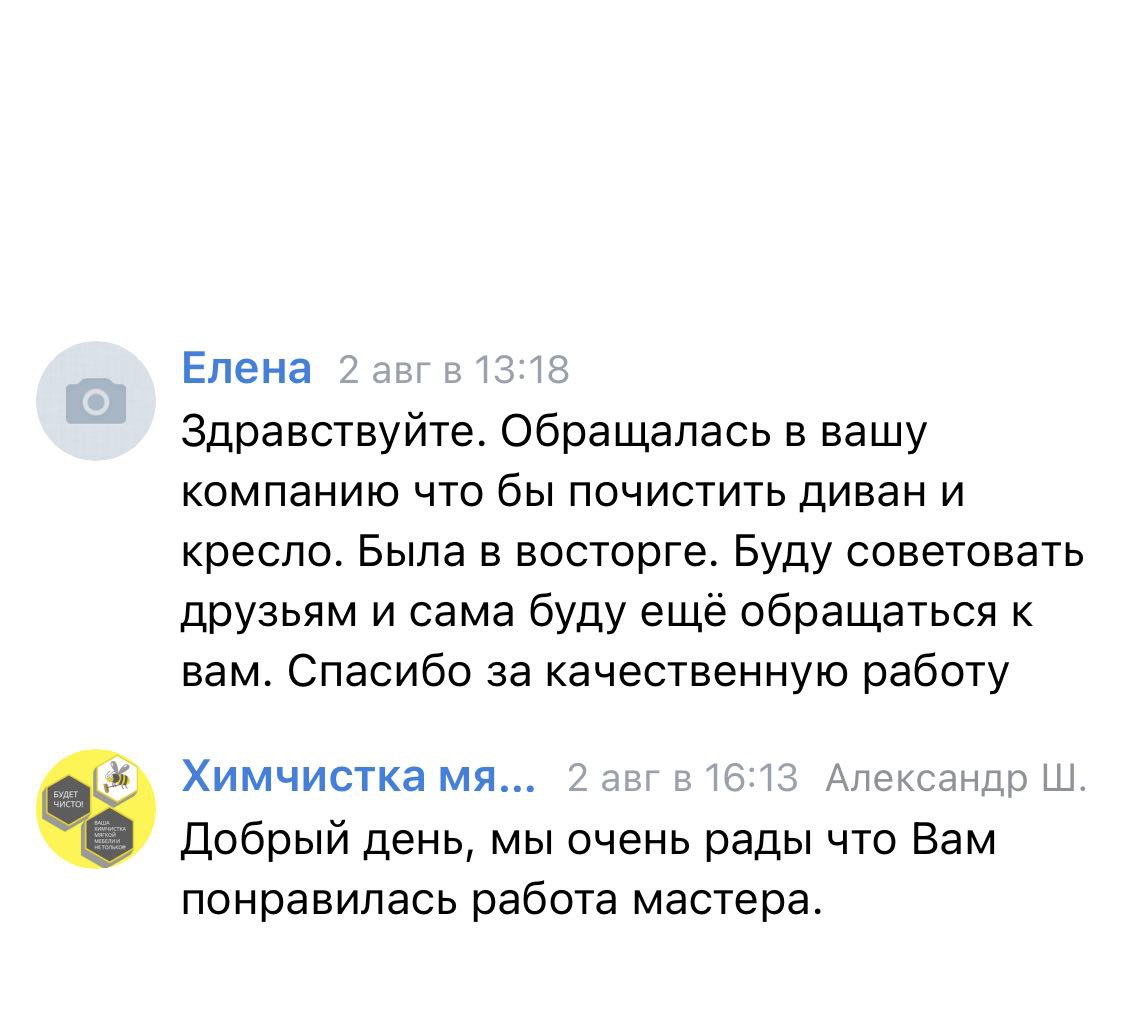 Елена 2 авг в 13:18
Здравствуйте. Обращалась в вашу
компанию что бы почистить диван и
кресло. Была в восторге. Буду советовать
друзьям и сама буду ещё обращаться к
вам. Спасибо за качественную работу
Химчистка мя... 2 авг в 16:13 Александр Ш.
БУДЕТ
ЧИСТО!
ВАША
ХИМЧИСТКА
МЯГКОЙ
МЕБЕЛИ И
НЕ ТОЛЬКО!
Добрый день, мы очень рады что Вам
понравилась работа мастера.